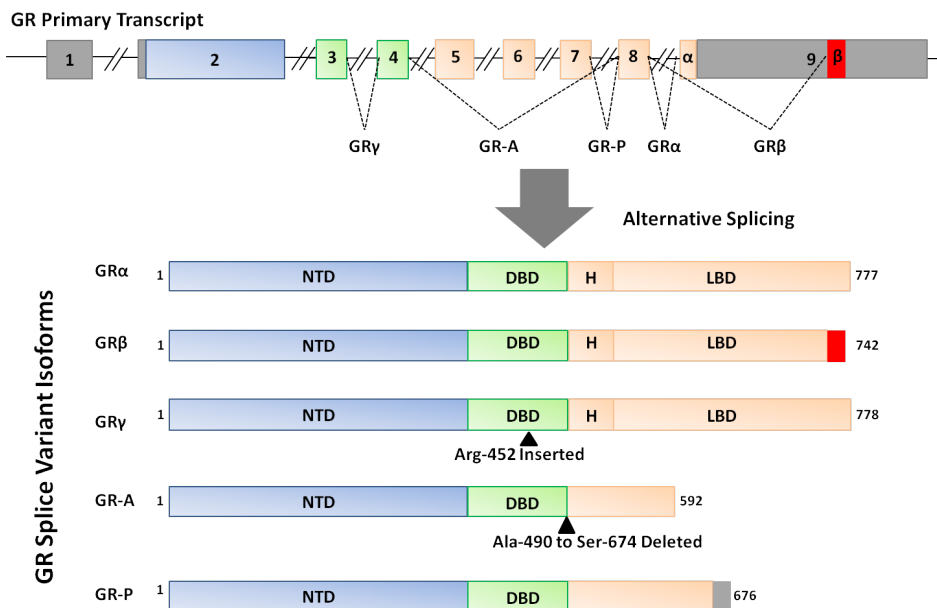 GR Primary Transcript
1 2 3 4 5 6 7 8 α 9 β
GRγ GR-A GR-P GRα GRβ
Alternative Splicing
GR Splice Variant Isoforms
GRα 1 NTD DBD H LBD 777
GRβ 1 NTD DBD H LBD 742
GRγ 1 NTD DBD H LBD 778
Arg-452 Inserted
GR-A 1 NTD DBD 592
Ala-490 to Ser-674 Deleted
GR-P 1 NTD DBD 676